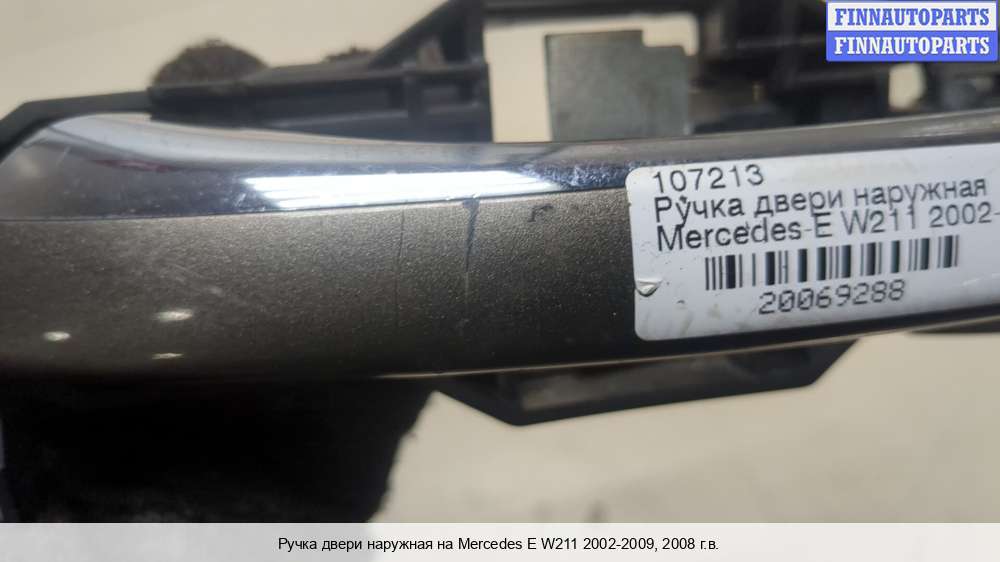 FINNAUTOPARTS
FINNAUTOPARTS
107213
Ручка двери наружная
Mercedes-E W211 2002-
20069288
Ручка двери наружная на Mercedes E W211 2002-2009, 2008 г.в.